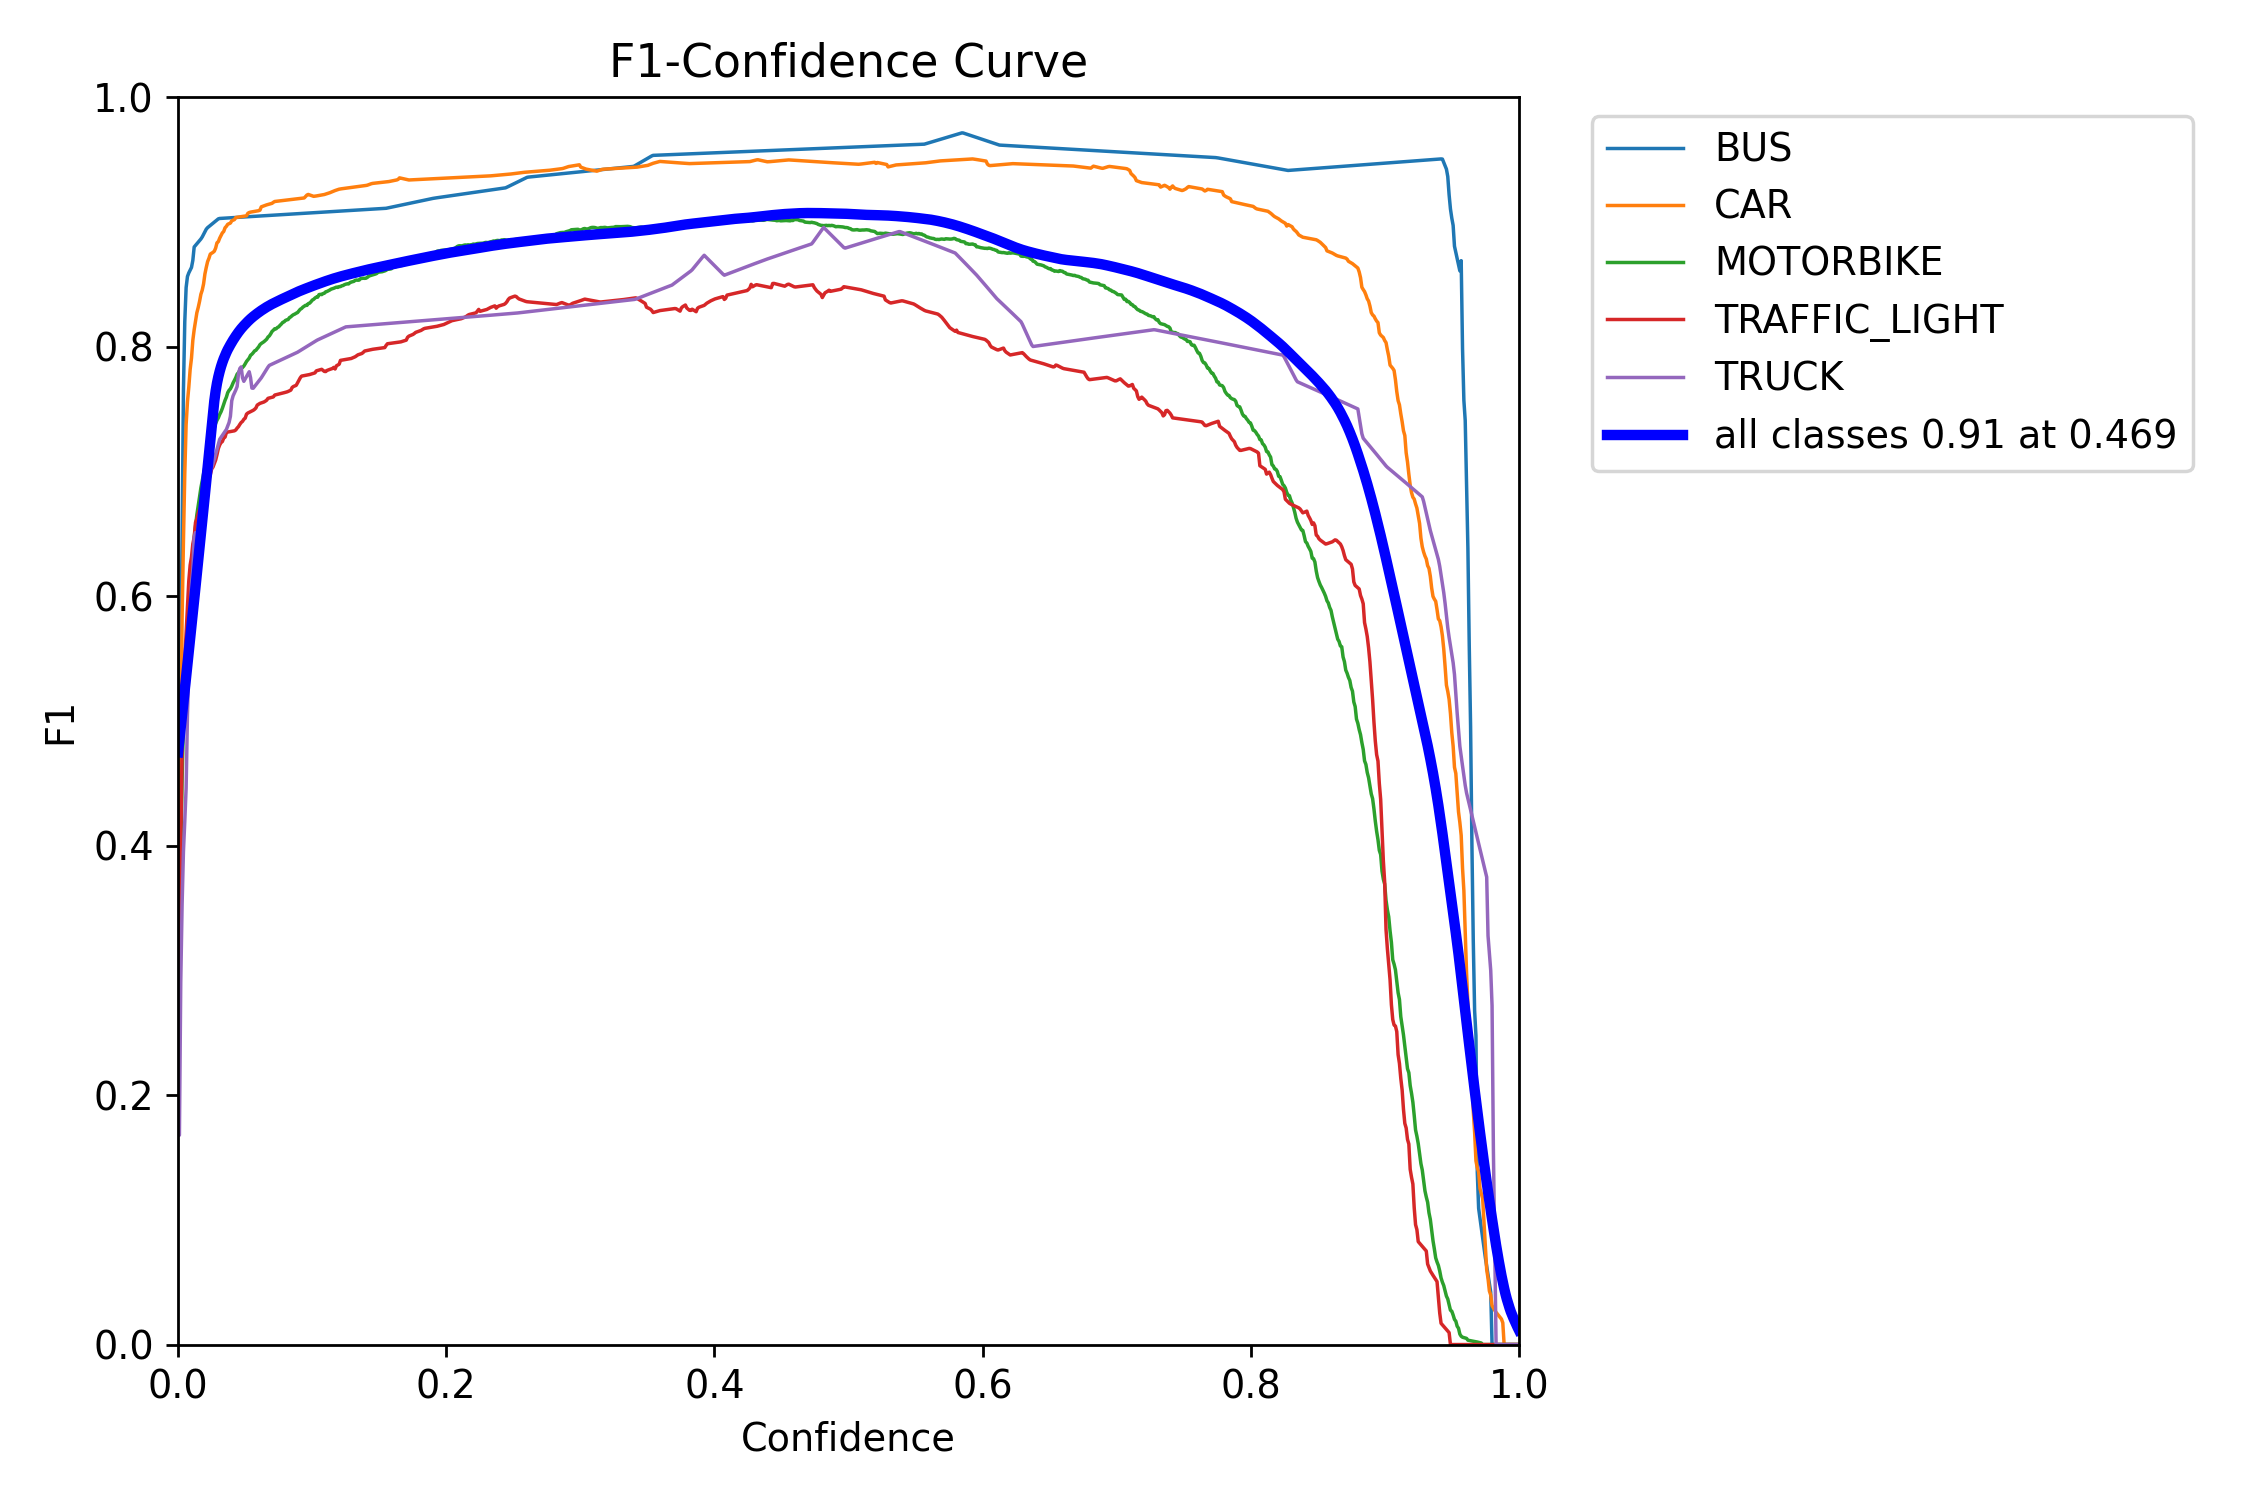 F1-Confidence Curve
1.0
0.8
0.6
0.4
0.2
0.0
F1
0.0 0.2 0.4 0.6 0.8 1.0
Confidence
BUS
CAR
MOTORBIKE
TRAFFIC_LIGHT
TRUCK
all classes 0.91 at 0.469